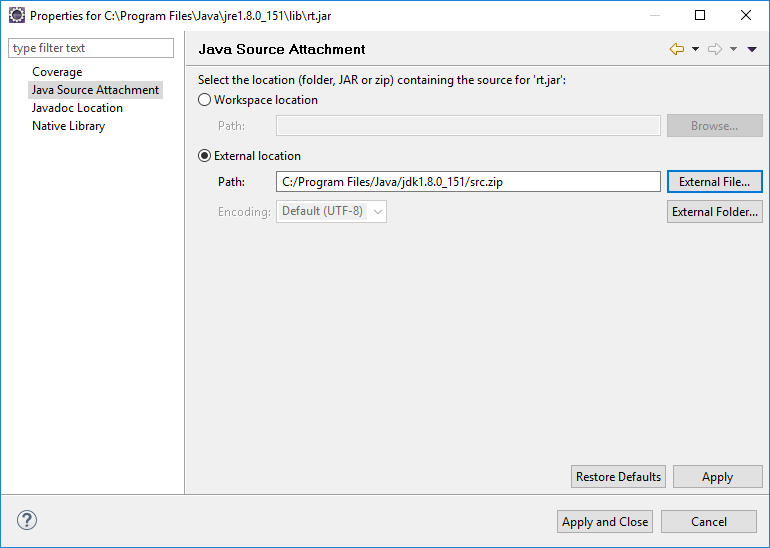 Properties for C:\Program Files\Java\jre1.8.0_151\lib\rt.jar
type filter text
Coverage
Java Source Attachment
Javadoc Location
Native Library
Java Source Attachment
Select the location (folder, JAR or zip) containing the source for 'rt.jar':
Workspace location
Path:
Browse...
External location
Path: C:/Program Files/Java/jdk1.8.0_151/src.zip External File...
Encoding: Default (UTF-8) External Folder...
Restore Defaults Apply
? Apply and Close Cancel